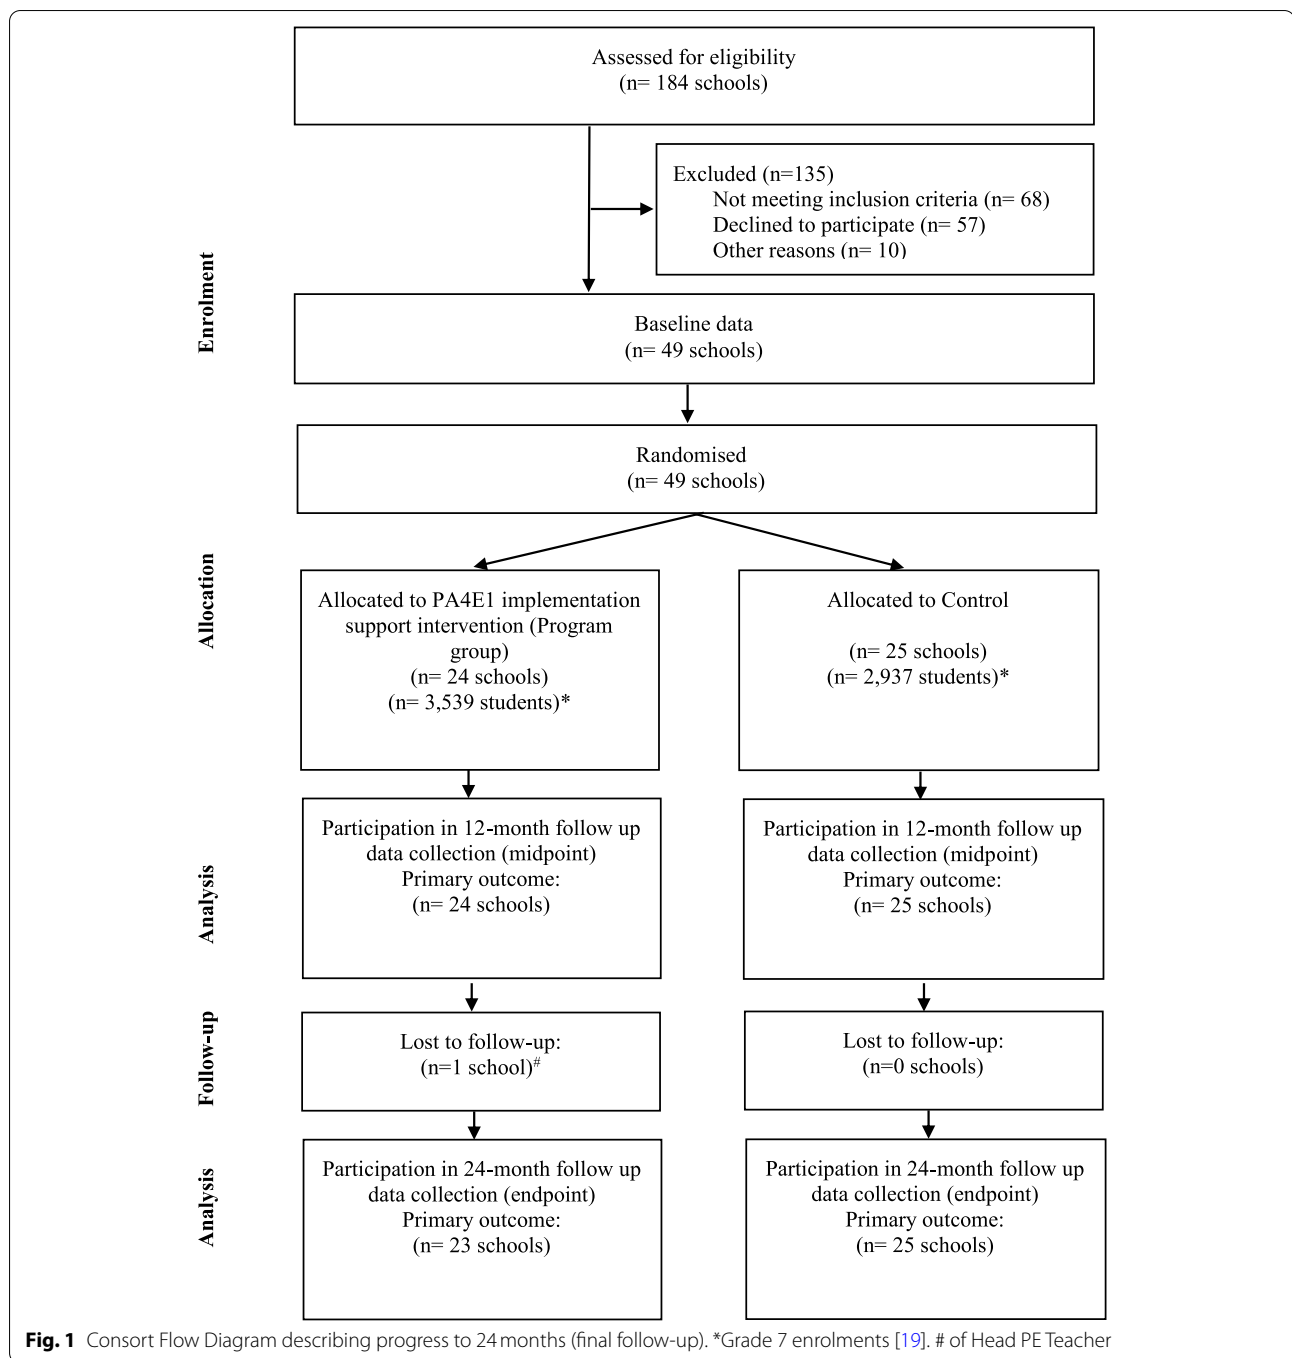 Assessed for eligibility
(n= 184 schools)
Excluded (n=135)
Not meeting inclusion criteria (n= 68)
Declined to participate (n= 57)
Other reasons (n= 10)
Enrolment
Baseline data
(n= 49 schools)
Randomised
(n= 49 schools)
Allocation
Allocated to PA4E1 implementation
support intervention (Program
group)
(n= 24 schools)
(n= 3,539 students)*
Allocated to Control
(n= 25 schools)
(n= 2,937 students)*
Analysis
Participation in 12-month follow up
data collection (midpoint)
Primary outcome:
(n= 24 schools)
Participation in 12-month follow up
data collection (midpoint)
Primary outcome:
(n= 25 schools)
Follow-up
Lost to follow-up:
(n=1 school)#
Lost to follow-up:
(n=0 schools)
Analysis
Participation in 24-month follow up
data collection (endpoint)
Primary outcome:
(n= 23 schools)
Participation in 24-month follow up
data collection (endpoint)
Primary outcome:
(n= 25 schools)
Fig. 1 Consort Flow Diagram describing progress to 24 months (final follow-up). *Grade 7 enrolments [19]. # of Head PE Teacher